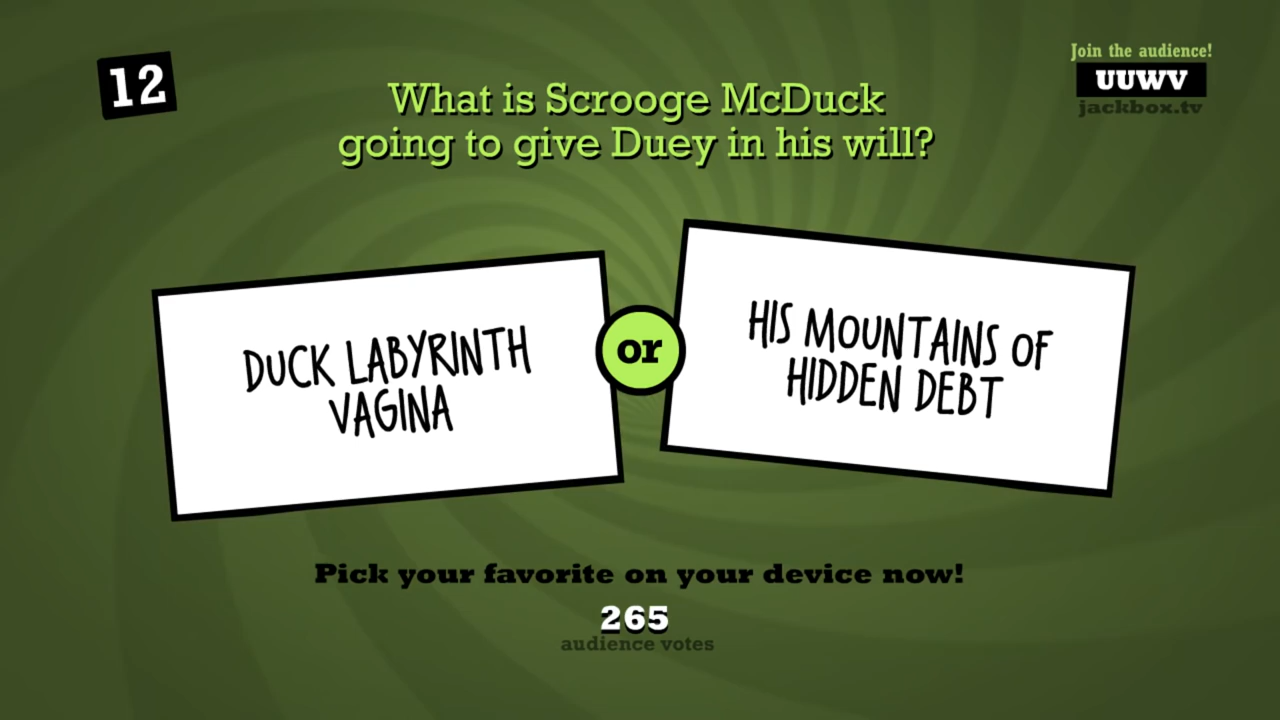 12
Join the audience!
UUWV
jackbox.tv
What is Scrooge McDuck
going to give Duey in his will?
DUCK LABYRINTH
VAGINA
or
HIS MOUNTAINS OF
HIDDEN DEBT
Pick your favorite on your device now!
265
audience votes